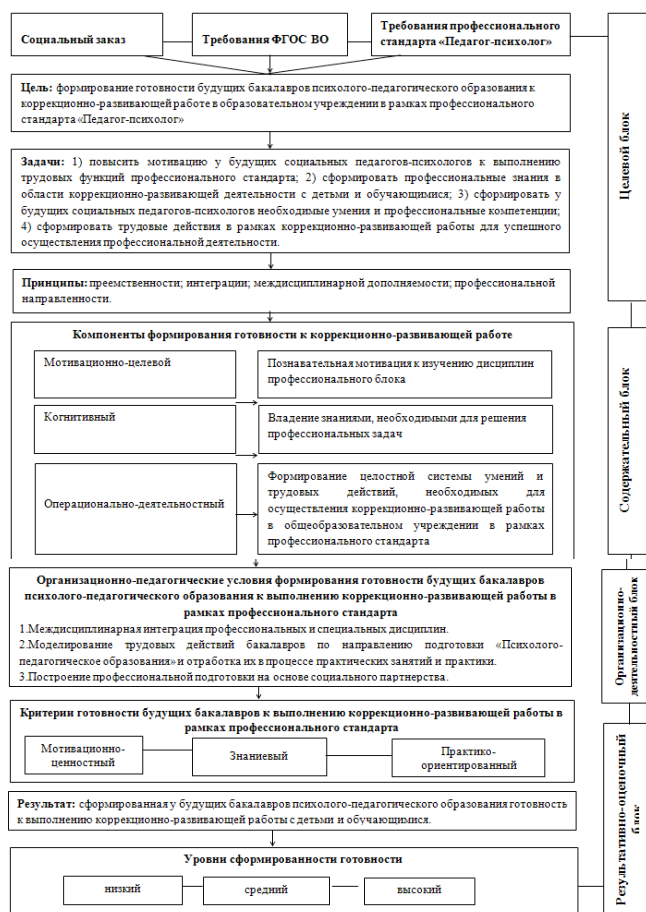 Социальный заказ
Требования ФГОС ВО
Требования профессионального
стандарта «Педагог-психолог»
Цель: формирование готовности будущих бакалавров психолого-педагогического образования к
коррекционно-развивающей работе в образовательном учреждении в рамках профессионального
стандарта «Педагог-психолог»
Задачи: 1) повысить мотивацию у будущих социальных педагогов-психологов к выполнению
трудовых функций профессионального стандарта; 2) сформировать профессиональные знания в
области коррекционно-развивающей деятельности с детьми и обучающимися; 3) сформировать у
будущих социальных педагогов-психологов необходимые умения и профессиональные компетенции;
4) сформировать трудовые действия в рамках коррекционно-развивающей работы для успешного
осуществления профессиональной деятельности.
Принципы: преемственности; интеграции; междисциплинарной дополняемости; профессиональной
направленности.
Целевой блок
Компоненты формирования готовности к коррекционно-развивающей работе
Мотивационно-целевой
Познавательная мотивация к изучению дисциплин
профессионального блока
Когнитивный
Владение знаниями, необходимыми для решения
профессиональных задач
Операционально-деятельностный
Формирование целостной системы умений и
трудовых действий, необходимых для
осуществления коррекционно-развивающей работы
в общеобразовательном учреждении в рамках
профессионального стандарта
Содержательный блок
Организационно-педагогические условия формирования готовности будущих бакалавров
психолого-педагогического образования к выполнению коррекционно-развивающей работы в
рамках профессионального стандарта
1.Междисциплинарная интеграция профессиональных и специальных дисциплин.
2.Моделирование трудовых действий бакалавров по направлению подготовки «Психолого-
педагогическое образования» и отработка их в процессе практических занятий и практики.
3.Построение профессиональной подготовки на основе социального партнерства.
Организационно-
деятельностный блок
Критерии готовности будущих бакалавров к выполнению коррекционно-развивающей работы в
рамках профессионального стандарта
Мотивационно-
ценностный
Знаниевый
Практико-
ориентированный
Результат: сформированная у будущих бакалавров психолого-педагогического образования готовность
к выполнению коррекционно-развивающей работы с детьми и обучающимися.
Уровни сформированности готовности
низкий
средний
высокий
Результативно-оценочный
блок